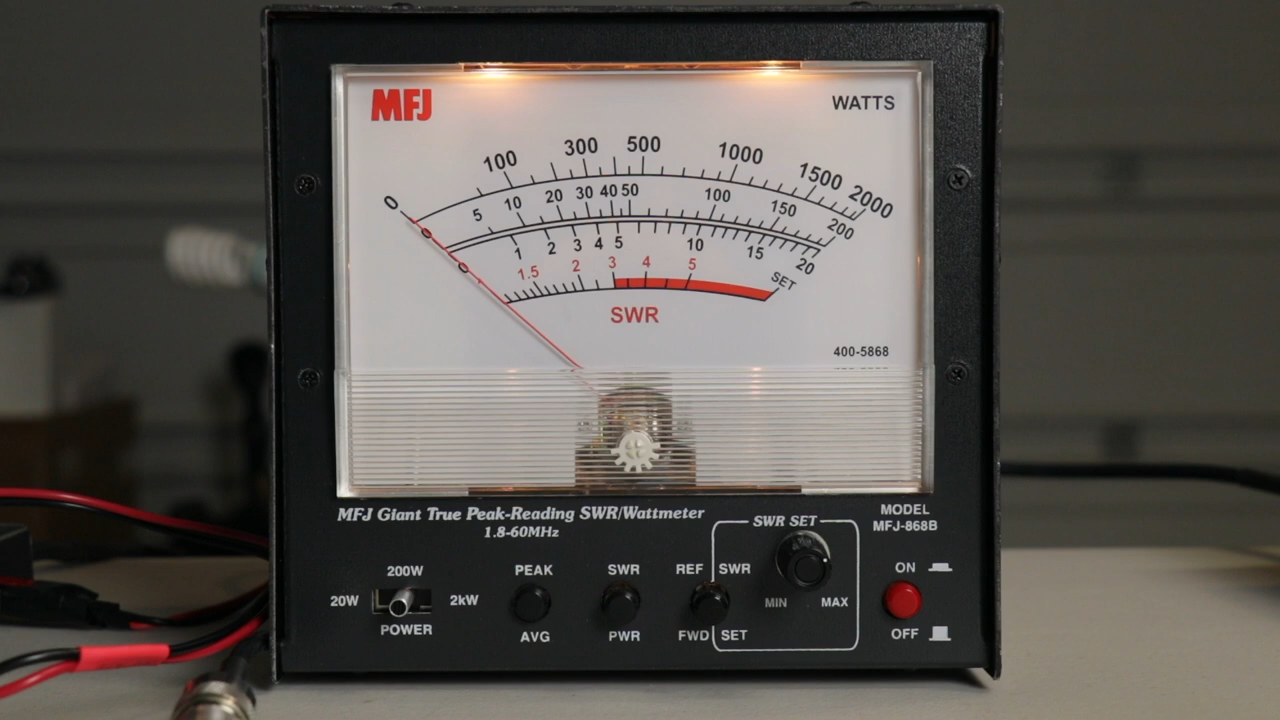 MFJ
WATTS
0 100 300 500 1000 1500 2000
0 5 10 20 30 40 50 100 150 200
0 1 2 3 4 5 10 15 20
1 1.5 2 3 4 5 SET
SWR
400-5868
MFJ Giant True Peak-Reading SWR/Wattmeter
1.8-60MHz
MODEL
MFJ-868B
SWR SET
MIN MAX
200W
20W 2kW
POWER
PEAK
AVG
SWR
PWR
REF SWR
FWD SET
ON
OFF